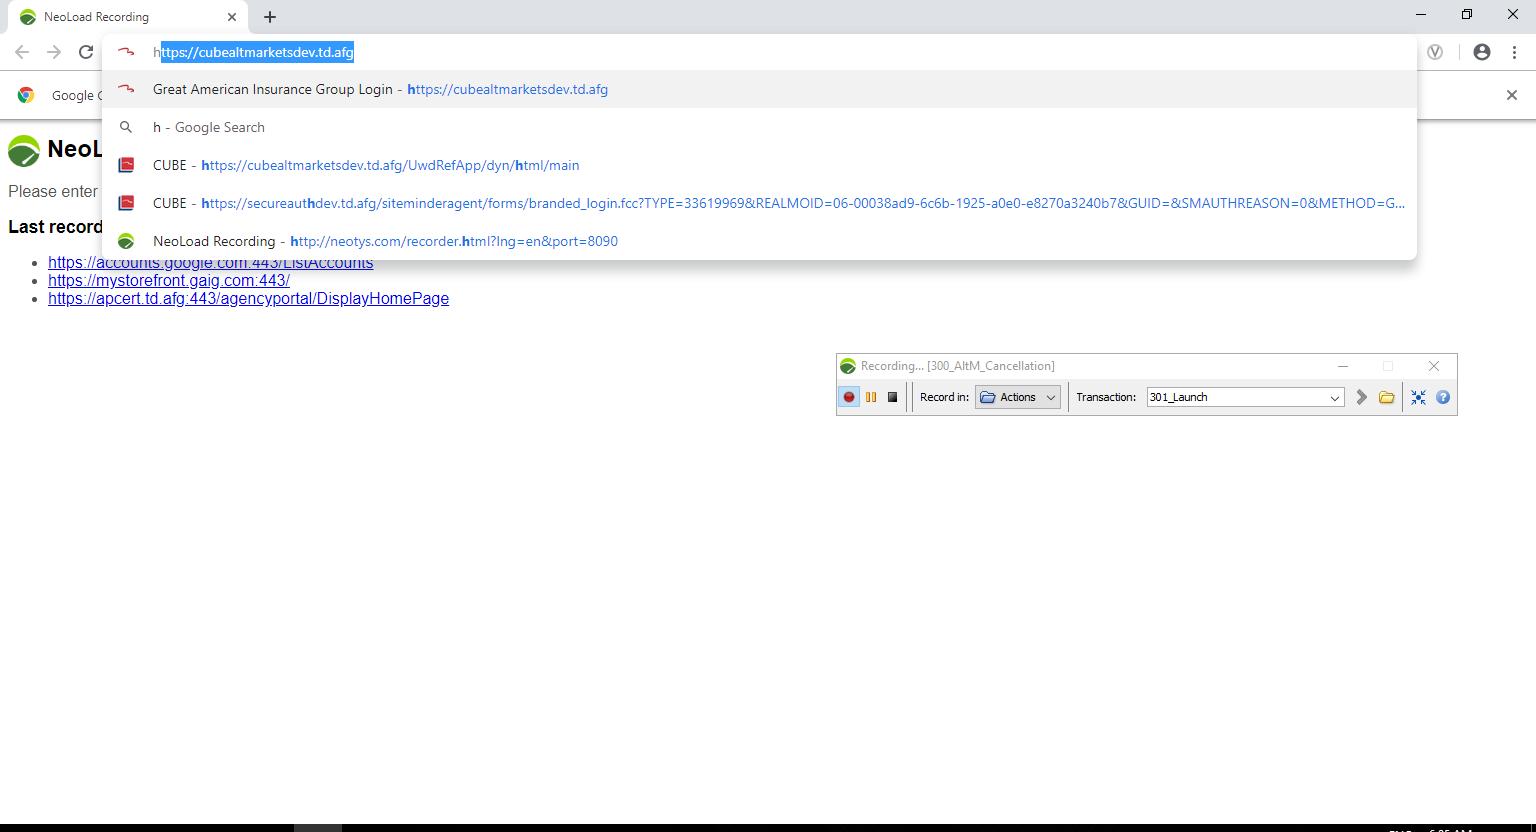 NeoLoad Recording
https://cubealtmarketsdev.td.afg
Great American Insurance Group Login - https://cubealtmarketsdev.td.afg
Google
h - Google Search
NeoL
CUBE - https://cubealtmarketsdev.td.afg/UwdRefApp/dyn/html/main
Please enter
CUBE - https://secureauthdev.td.afg/siteminderagent/forms/branded_login.fcc?TYPE=33619969&REALMOID=06-00038ad9-6c6b-1925-a0e0-e8270a3240b7&GUID=&SMAUTHREASON=0&METHOD=G...
Last record
NeoLoad Recording - http://neotys.com/recorder.html?lng=en&port=8090
https://accounts.google.com:443/ListAccounts
https://mystorefront.gaig.com:443/
https://apcert.td.afg:443/agencyportal/DisplayHomePage
Recording... [300_AltM_Cancellation]
Record in: Actions Transaction: 301_Launch